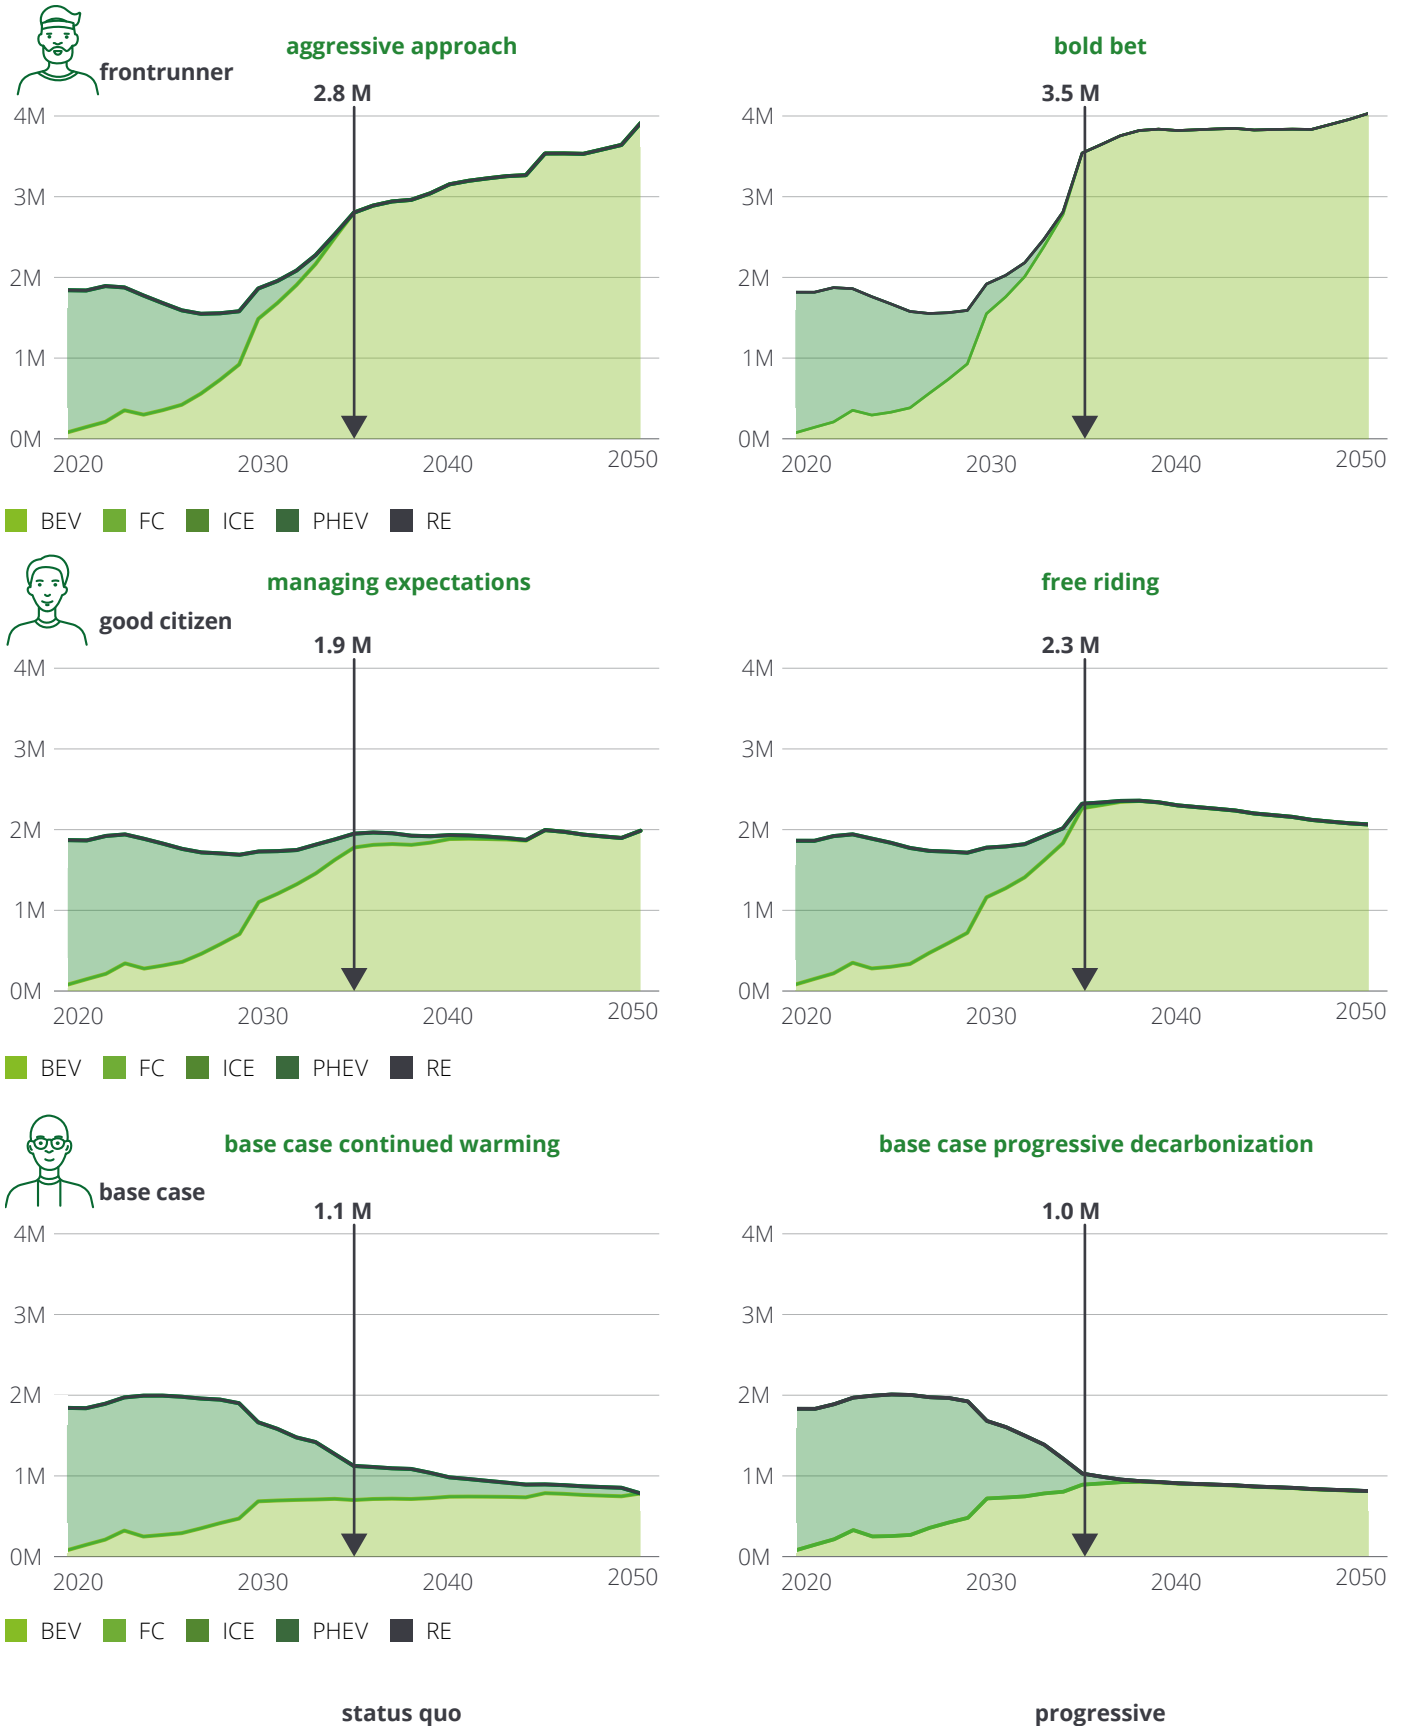 aggressive approach
bold bet
frontrunner
2.8 M
3.5 M
4M
3M
2M
1M
0M
2020
2030
2040
2050
4M
3M
2M
1M
0M
2020
2030
2040
2050
BEV FC ICE PHEV RE
managing expectations
free riding
good citizen
1.9 M
2.3 M
4M
3M
2M
1M
0M
2020
2030
2040
2050
4M
3M
2M
1M
0M
2020
2030
2040
2050
BEV FC ICE PHEV RE
base case continued warming
base case progressive decarbonization
base case
1.1 M
1.0 M
4M
3M
2M
1M
0M
2020
2030
2040
2050
4M
3M
2M
1M
0M
2020
2030
2040
2050
BEV FC ICE PHEV RE
status quo
progressive